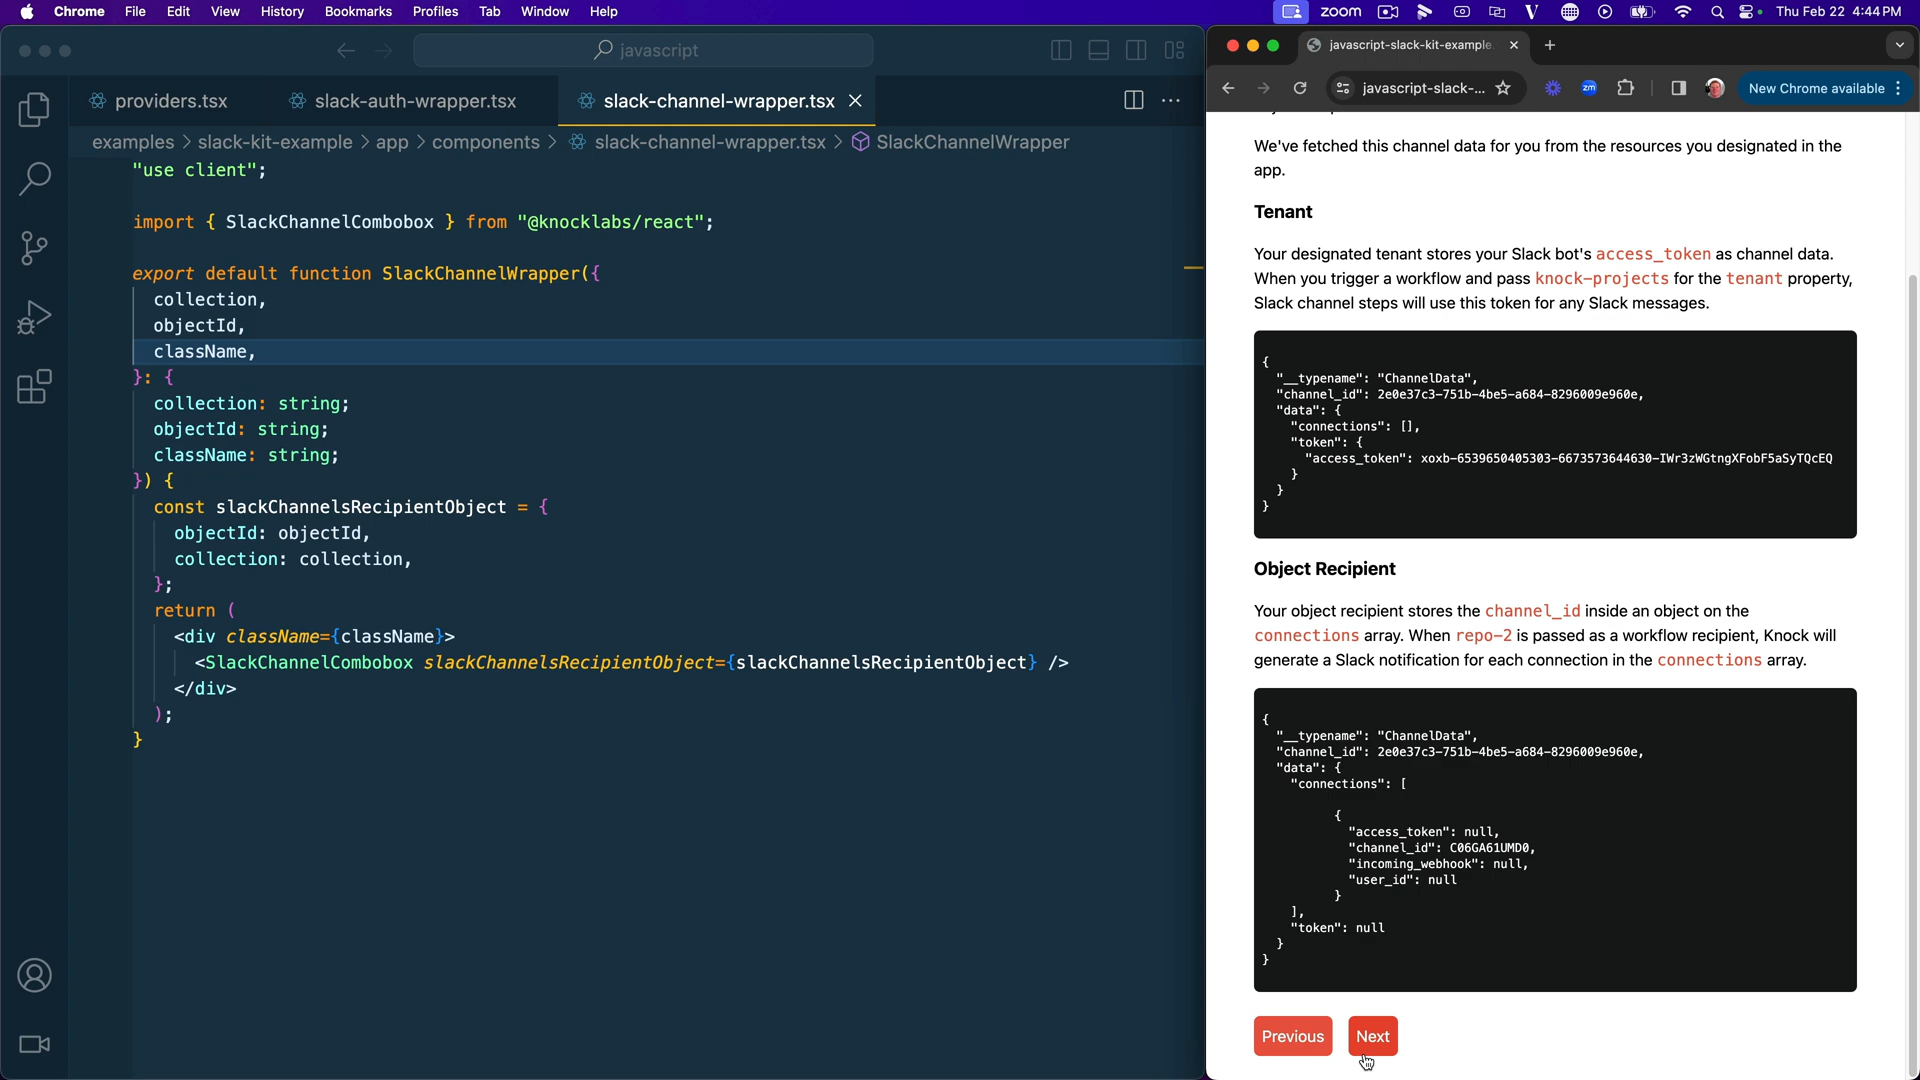 Chrome File Edit View History Bookmarks Profiles Tab Window Help
zoom
Thu Feb 22 4:44 PM
javascript
providers.tsx
slack-auth-wrapper.tsx
slack-channel-wrapper.tsx
examples > slack-kit-example > app > components > slack-channel-wrapper.tsx > SlackChannelWrapper
"use client";
import { SlackChannelCombobox } from "@knocklabs/react";
export default function SlackChannelWrapper({
collection,
objectId,
className,
}: {
collection: string;
objectId: string;
className: string;
}) {
const slackChannelsRecipientObject = {
objectId: objectId,
collection: collection,
};
return (
<div className={className}>
<SlackChannelCombobox slackChannelsRecipientObject={slackChannelsRecipientObject} />
</div>
);
}
javascript-slack-kit-example
javascript-slack-...
zm
New Chrome available
We've fetched this channel data for you from the resources you designated in the
app.
Tenant
Your designated tenant stores your Slack bot's access_token as channel data.
When you trigger a workflow and pass knock-projects for the tenant property,
Slack channel steps will use this token for any Slack messages.
{
"__typename": "ChannelData",
"channel_id": 2e0e37c3-751b-4be5-a684-8296009e960e,
"data": {
"connections": [],
"token": {
"access_token": xoxb-6539650405303-6673573644630-IWr3zWGtngXFobF5aSyTQcEQ
}
}
}
Object Recipient
Your object recipient stores the channel_id inside an object on the
connections array. When repo-2 is passed as a workflow recipient, Knock will
generate a Slack notification for each connection in the connections array.
{
"__typename": "ChannelData",
"channel_id": 2e0e37c3-751b-4be5-a684-8296009e960e,
"data": {
"connections": [
{
"access_token": null,
"channel_id": C06GA61UMD0,
"incoming_webhook": null,
"user_id": null
}
],
"token": null
}
}
Previous
Next